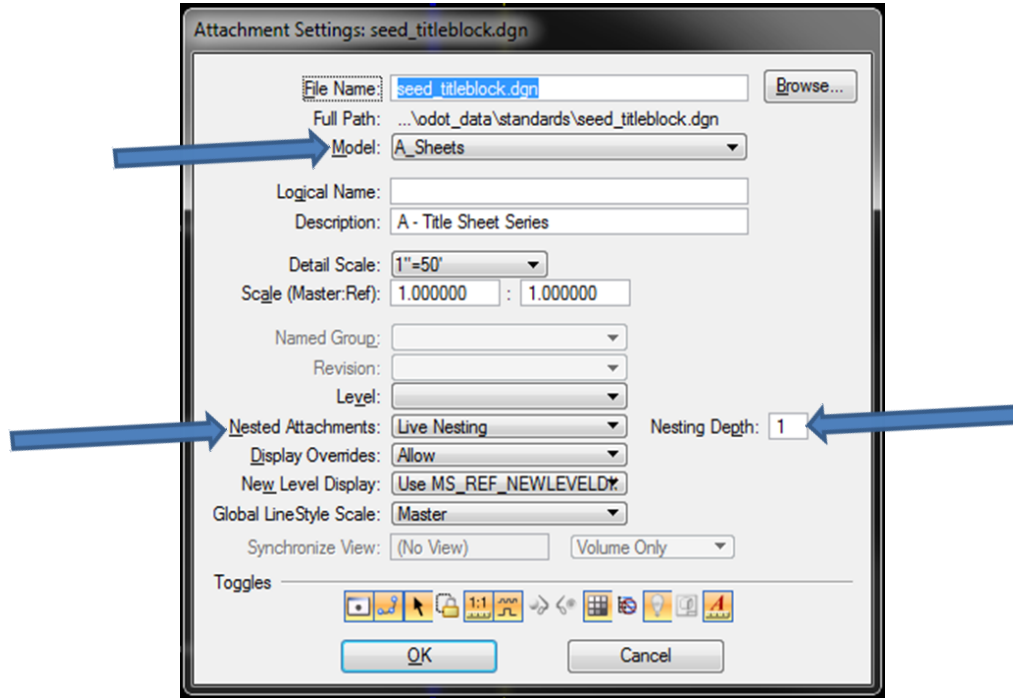 Attachment Settings: seed_titleblock.dgn
File Name: seed_titleblock.dgn Browse...
Full Path: ...\odot_data\standards\seed_titleblock.dgn
Model: A_Sheets
Logical Name:
Description: A - Title Sheet Series
Detail Scale: 1"=50'
Scale (Master:Ref): 1.000000 : 1.000000
Named Group:
Revision:
Level:
Nested Attachments: Live Nesting Nesting Depth: 1
Display Overrides: Allow
New Level Display: Use MS_REF_NEWLEVELDI
Global LineStyle Scale: Master
Synchronize View: (No View) Volume Only
Toggles
1:1 A
OK Cancel